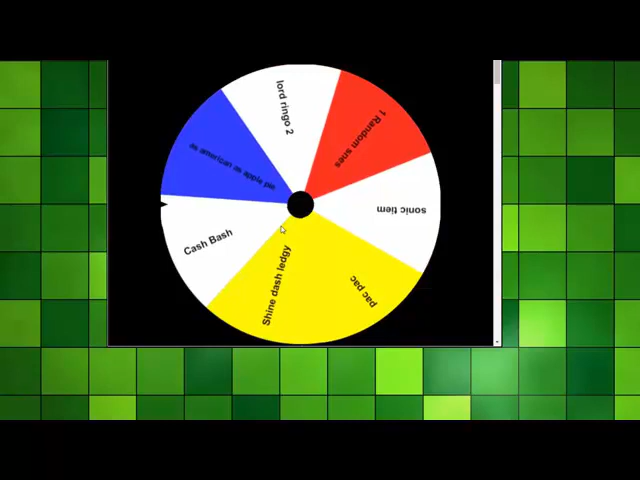 lord ringo 2
1 Random snes
as american as apple pie
sonic tiem
Cash Bash
Shine dash ledgy
pac pac